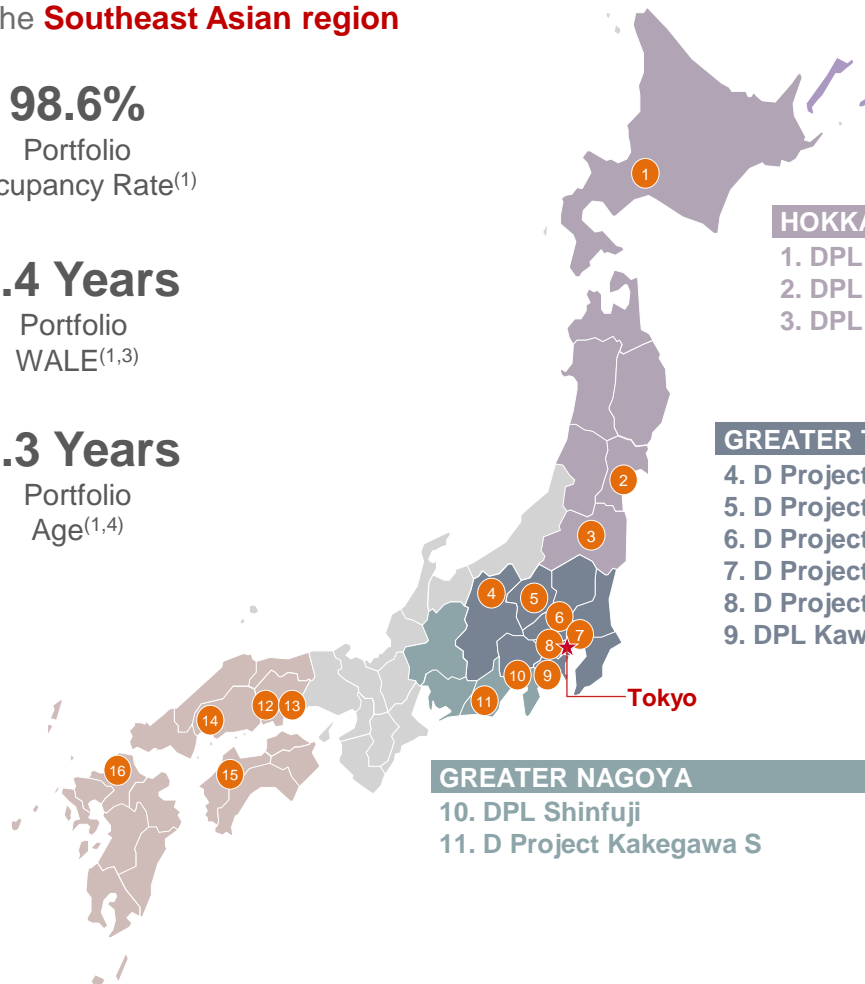 he Southeast Asian region
98.6%
Portfolio
cupancy Rate(1)
.4 Years
Portfolio
WALE(1,3)
.3 Years
Portfolio
Age(1,4)
1
HOKKA
1. DPL
2. DPL
3. DPL
2
3
GREATER T
4. D Project
5. D Project
6. D Project
7. D Project
8. D Project
9. DPL Kaw
4
5
6
7
8
9
10
11
12
13
14
15
16
Tokyo
GREATER NAGOYA
10. DPL Shinfuji
11. D Project Kakegawa S